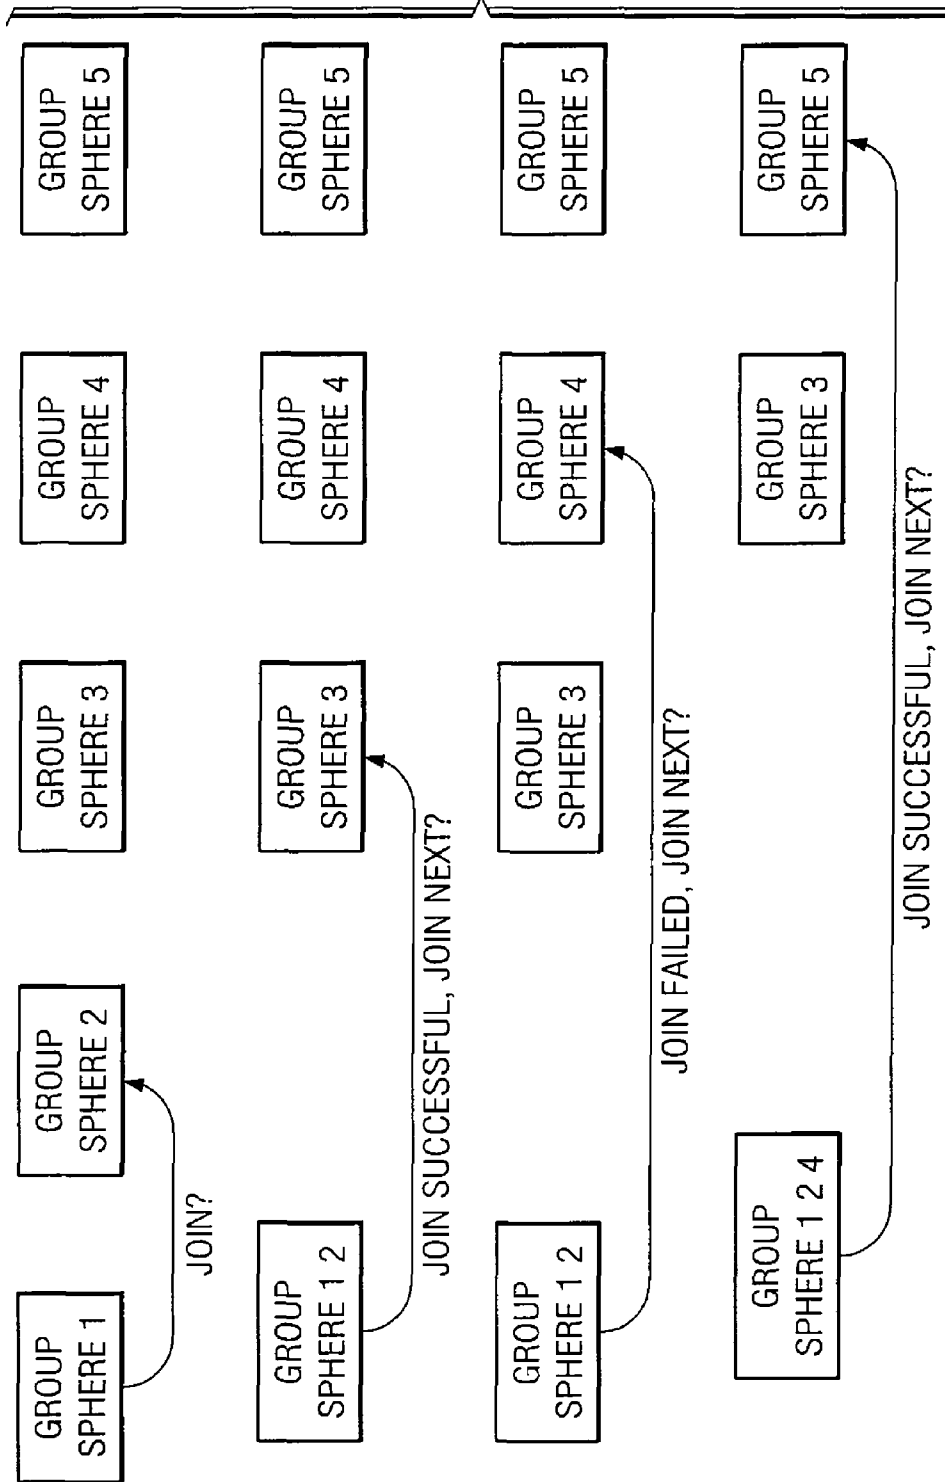 GROUP
SPHERE 1
GROUP
SPHERE 2
GROUP
SPHERE 3
GROUP
SPHERE 4
GROUP
SPHERE 5
JOIN?
GROUP
SPHERE 1 2
GROUP
SPHERE 3
GROUP
SPHERE 4
GROUP
SPHERE 5
JOIN SUCCESSFUL, JOIN NEXT?
GROUP
SPHERE 1 2
GROUP
SPHERE 3
GROUP
SPHERE 4
GROUP
SPHERE 5
JOIN FAILED, JOIN NEXT?
GROUP
SPHERE 1 2 4
GROUP
SPHERE 3
GROUP
SPHERE 5
JOIN SUCCESSFUL, JOIN NEXT?